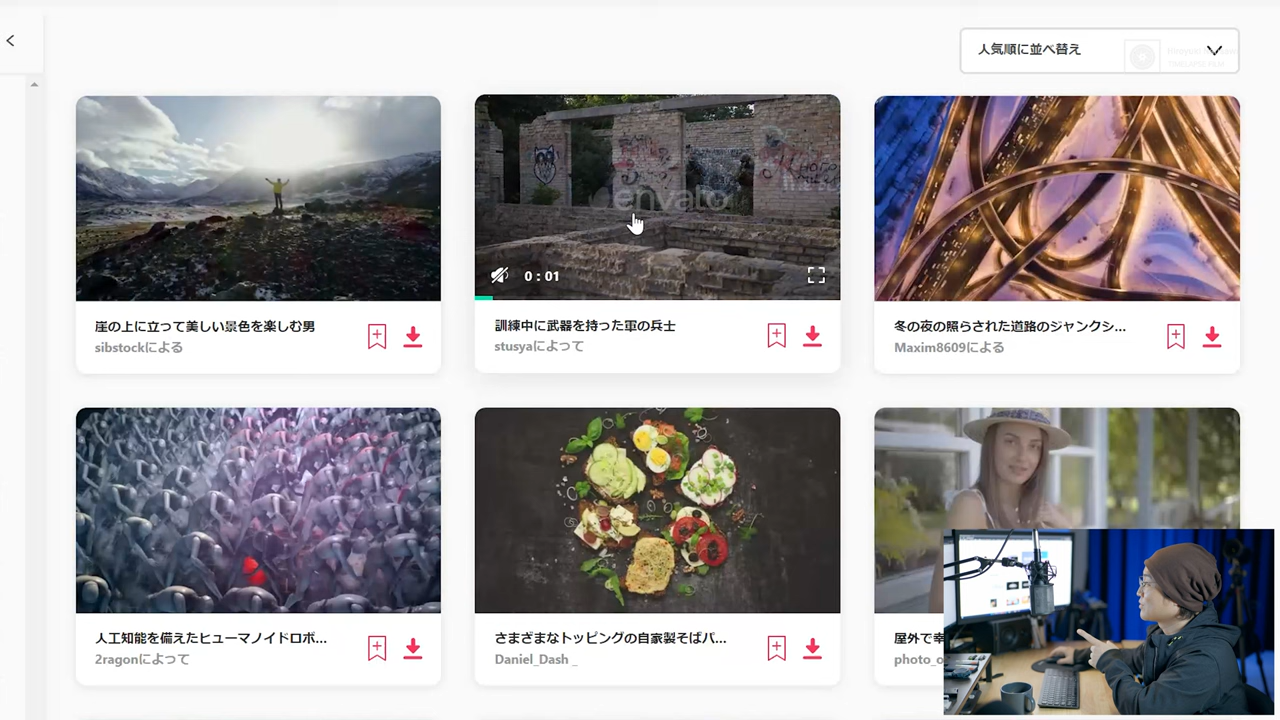 人気順に並べ替え
envato
0:01
崖の上に立って美しい景色を楽しむ男
sibstockによる
訓練中に武器を持った軍の兵士
stusyaによって
冬の夜の照らされた道路のジャンクシ...
Maxim8609による
人工知能を備えたヒューマノイドロボ...
2ragonによって
さまざまなトッピングの自家製そばパ...
Daniel_Dash _
屋外で幸
photo_o